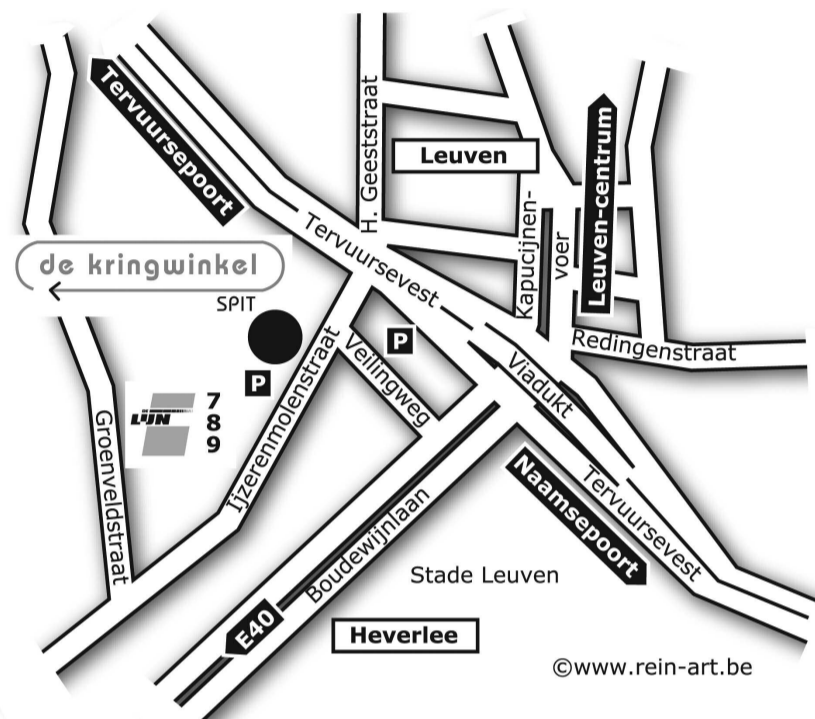 Tervuursepoort
H. Geeststraat
Leuven
Kapucijnen-
voer
Leuven-centrum
Tervuursevest
de kringwinkel
SPIT
P
P
Veilingweg
Viadukt
Redingenstraat
LIJN
7
8
9
Groenveldstraat
Ijzerenmolenstraat
Boudewijnlaan
Naamsepoort
Tervuursevest
Stade Leuven
E40
Heverlee
©www.rein-art.be